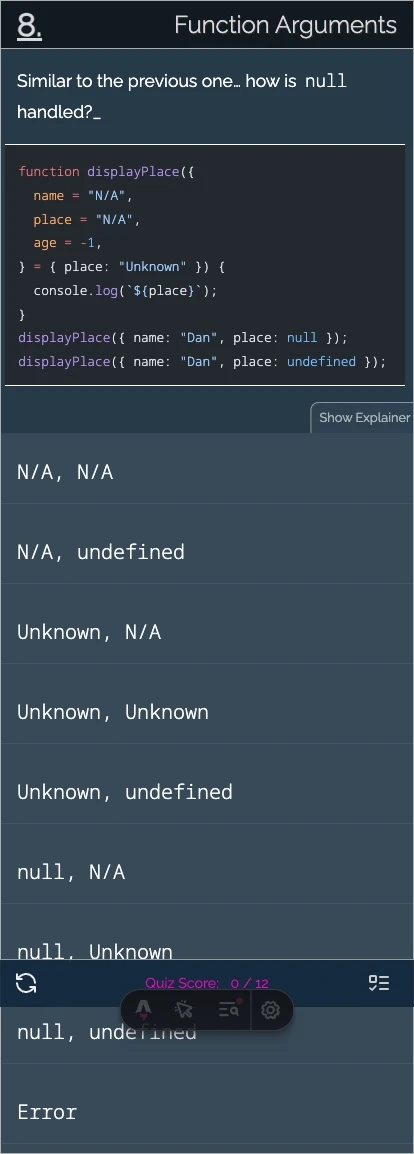 8.
Function Arguments
Similar to the previous one… how is null
handled?_
function displayPlace({
  name = "N/A",
  place = "N/A",
  age = -1,
} = { place: "Unknown" }) {
  console.log(`${place}`);
}
displayPlace({ name: "Dan", place: null });
displayPlace({ name: "Dan", place: undefined });
Show Explainer
N/A, N/A
N/A, undefined
Unknown, N/A
Unknown, Unknown
Unknown, undefined
null, N/A
null, Unknown
Quiz Score: 0 / 12
null, undefined
Error